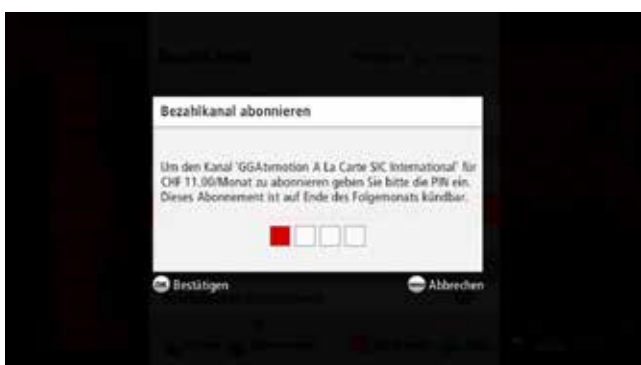 Bezahlkanal abonnieren
Um den Kanal 'GGAtvmotion A La Carte SIC International' für
CHF 11.00/Monat zu abonnieren geben Sie bitte die PIN ein.
Dieses Abonnement ist auf Ende des Folgemonats kündbar.
OK Bestätigen
Abbrechen